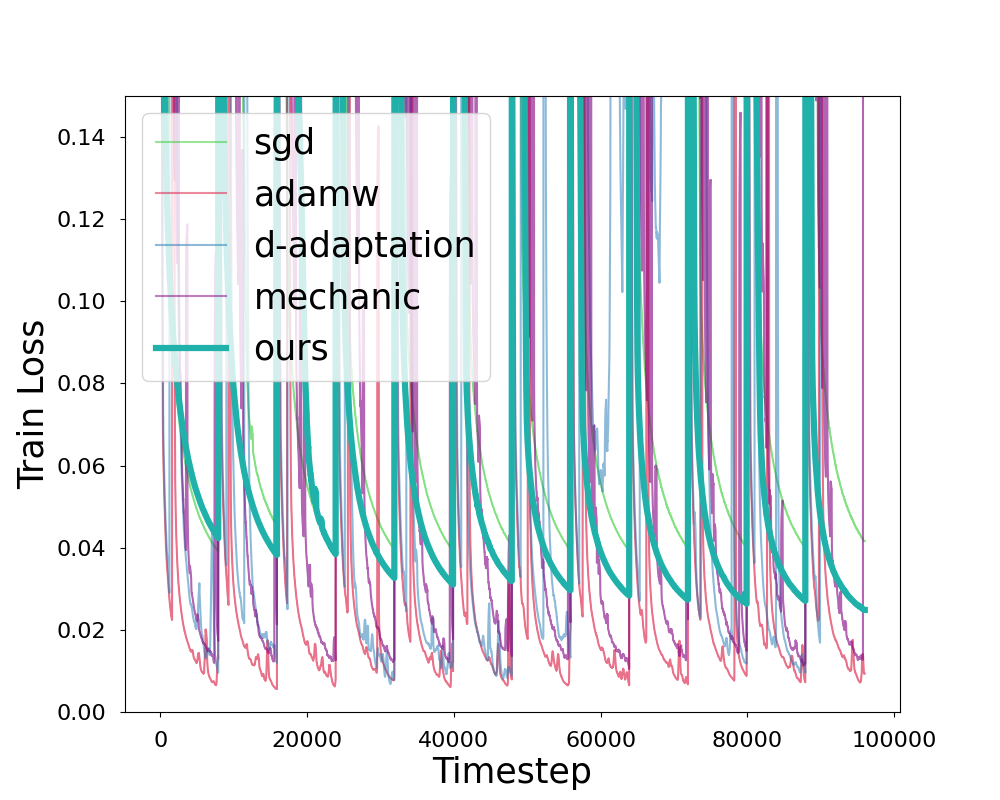 0.14
0.12
0.10
0.08
0.06
0.04
0.02
0.00
Train Loss
sgd
adamw
d-adaptation
mechanic
ours
0 20000 40000 60000 80000 100000
Timestep